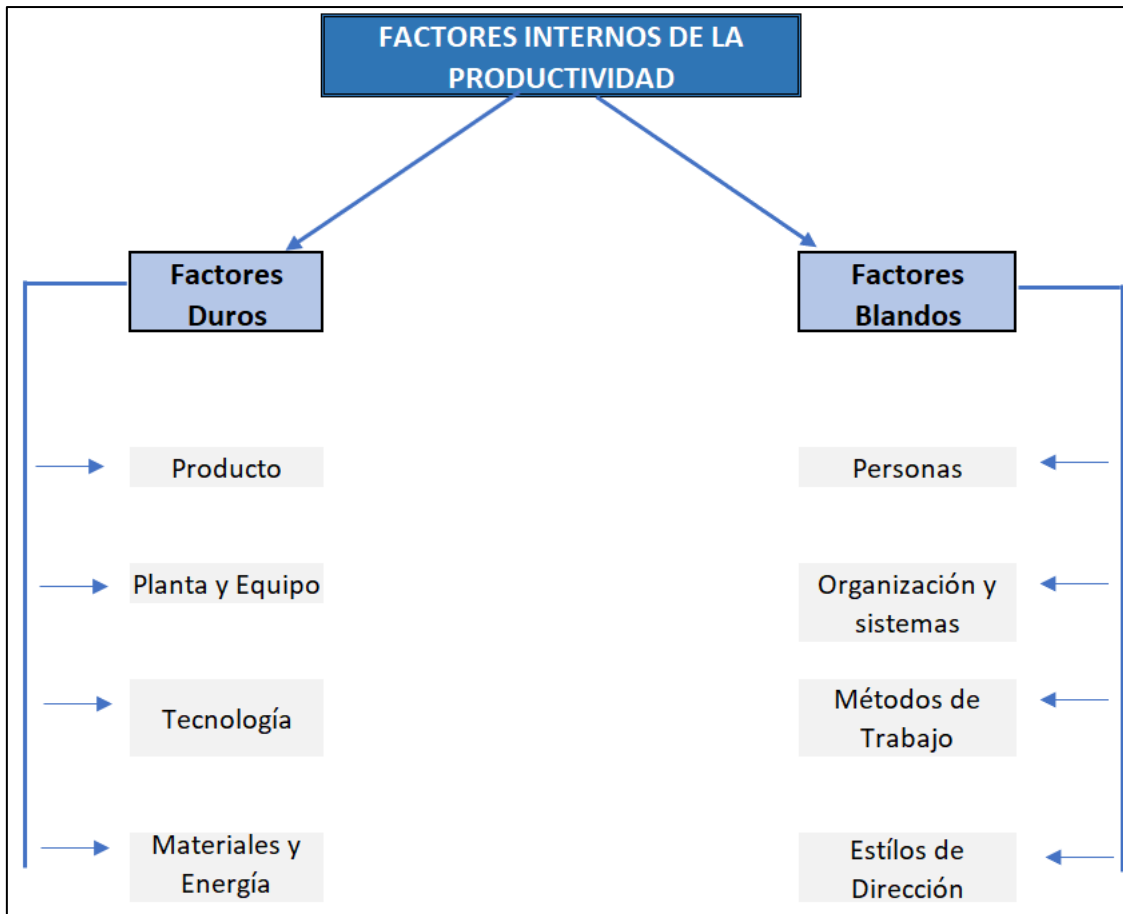 FACTORES INTERNOS DE LA
PRODUCTIVIDAD
Factores
Duros
Factores
Blandos
Producto
Planta y Equipo
Tecnología
Materiales y
Energía
Personas
Organización y
sistemas
Métodos de
Trabajo
Estílos de
Dirección